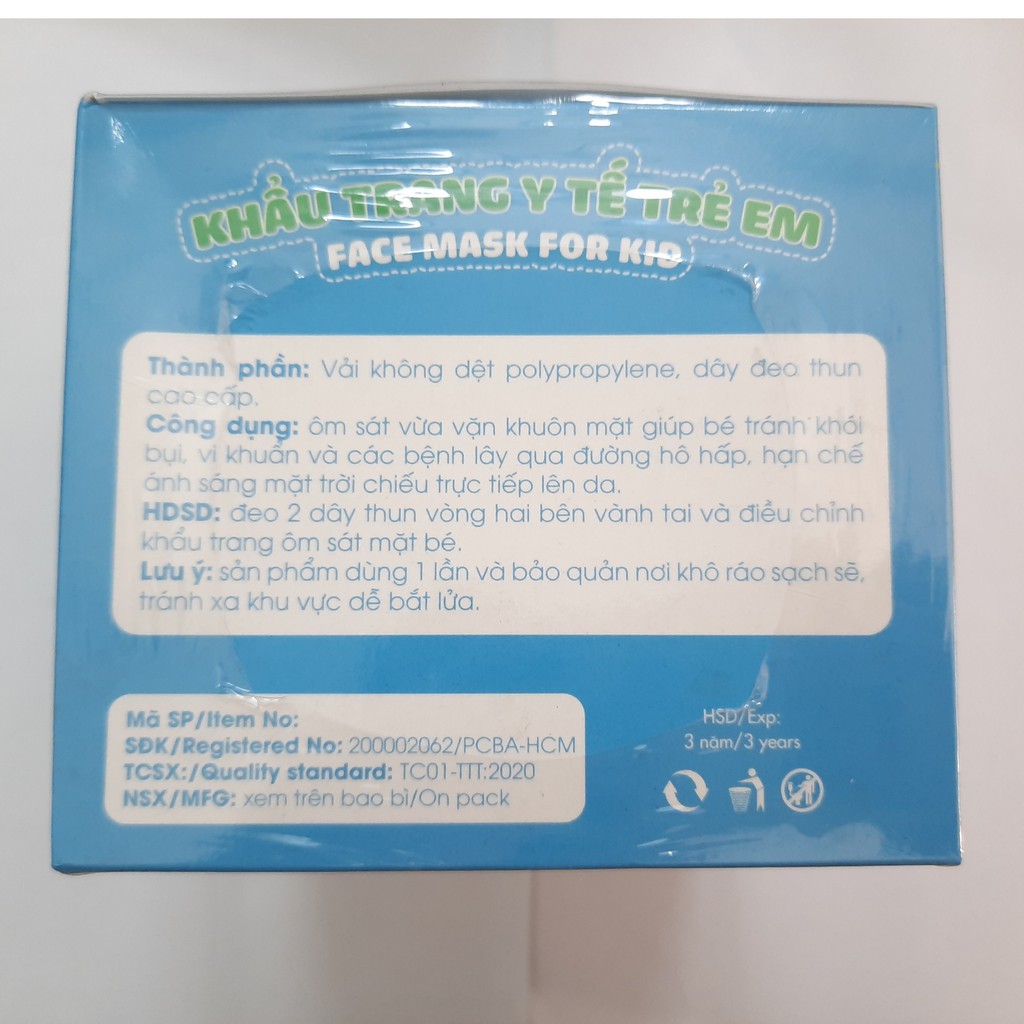 KHẨU TRANG Y TẾ TRẺ EM
FACE MASK FOR KID
Thành phần: Vải không dệt polypropylene, dây đeo thun
cao cấp.
Công dụng: ôm sát vừa vặn khuôn mặt giúp bé tránh khói
bụi, vi khuẩn và các bệnh lây qua đường hô hấp, hạn chế
ánh sáng mặt trời chiếu trực tiếp lên da.
HDSD: đeo 2 dây thun vòng hai bên vành tai và điều chỉnh
khẩu trang ôm sát mặt bé.
Lưu ý: sản phẩm dùng 1 lần và bảo quản nơi khô ráo sạch sẽ,
tránh xa khu vực dễ bắt lửa.
Mã SP/Item No:
SĐK/Registered No: 200002062/PCBA-HCM
TCSX:/Quality standard: TC01-TTT:2020
NSX/MFG: xem trên bao bì/On pack
HSD/Exp:
3 năm/3 years